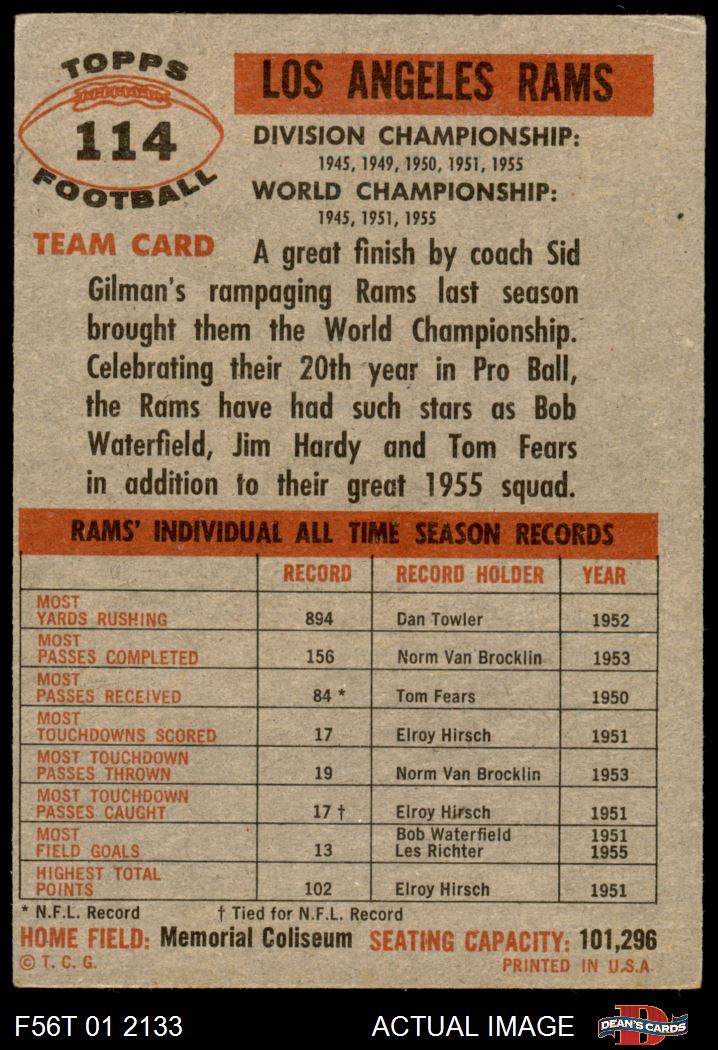 TOPPS
114
FOOTBALL
TEAM CARD
LOS ANGELES RAMS
DIVISION CHAMPIONSHIP:
1945, 1949, 1950, 1951, 1955
WORLD CHAMPIONSHIP:
1945, 1951, 1955
A great finish by coach Sid
Gilman's rampaging Rams last season
brought them the World Championship.
Celebrating their 20th year in Pro Ball,
the Rams have had such stars as Bob
Waterfield, Jim Hardy and Tom Fears
in addition to their great 1955 squad.
RAMS' INDIVIDUAL ALL TIME SEASON RECORDS
RECORD RECORD HOLDER YEAR
MOST
YARDS RUSHING 894 Dan Towler 1952
MOST
PASSES COMPLETED 156 Norm Van Brocklin 1953
MOST
PASSES RECEIVED 84 * Tom Fears 1950
MOST
TOUCHDOWNS SCORED 17 Elroy Hirsch 1951
MOST TOUCHDOWN
PASSES THROWN 19 Norm Van Brocklin 1953
MOST TOUCHDOWN
PASSES CAUGHT 17 † Elroy Hirsch 1951
MOST Bob Waterfield 1951
FIELD GOALS 13 Les Richter 1955
HIGHEST TOTAL
POINTS 102 Elroy Hirsch 1951
* N.F.L. Record † Tied for N.F.L. Record
HOME FIELD: Memorial Coliseum SEATING CAPACITY: 101,296
© T. C. G. PRINTED IN U.S.A.
F56T 01 2133 ACTUAL IMAGE D DEAN'S CARDS